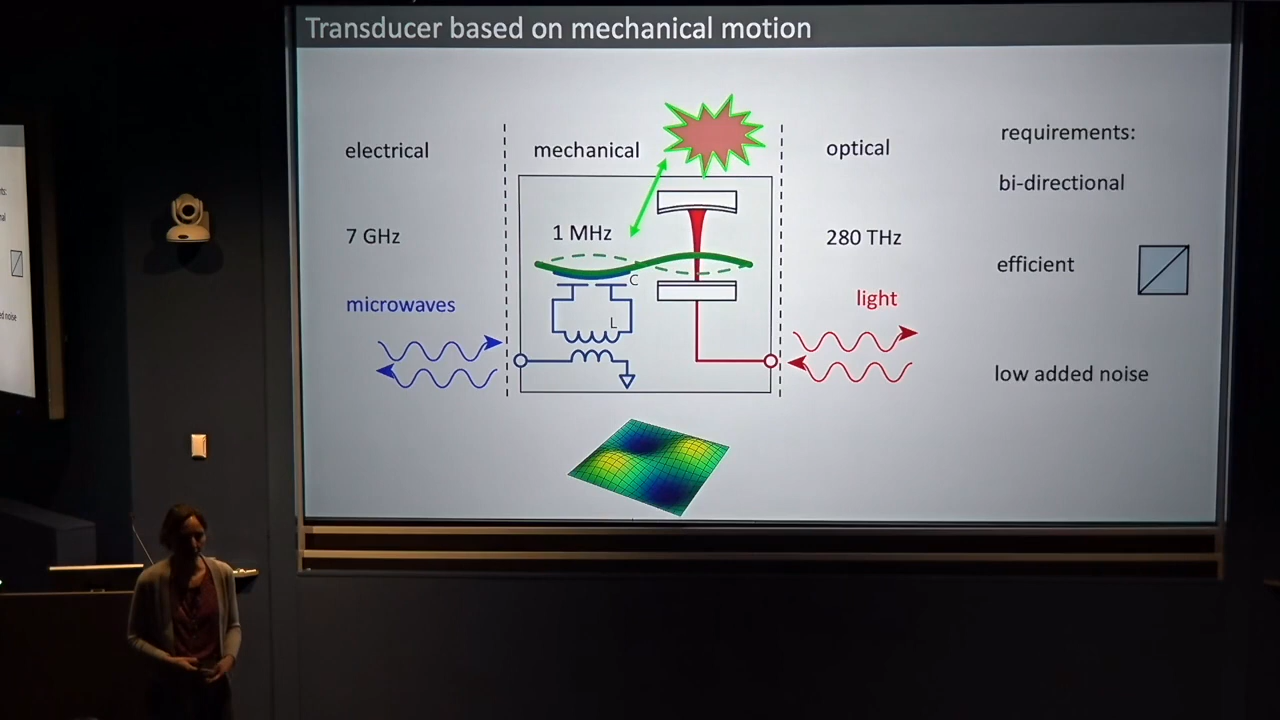 Transducer based on mechanical motion
electrical
mechanical
optical
requirements:
bi-directional
7 GHz
1 MHz
280 THz
efficient
C
microwaves
L
light
low added noise